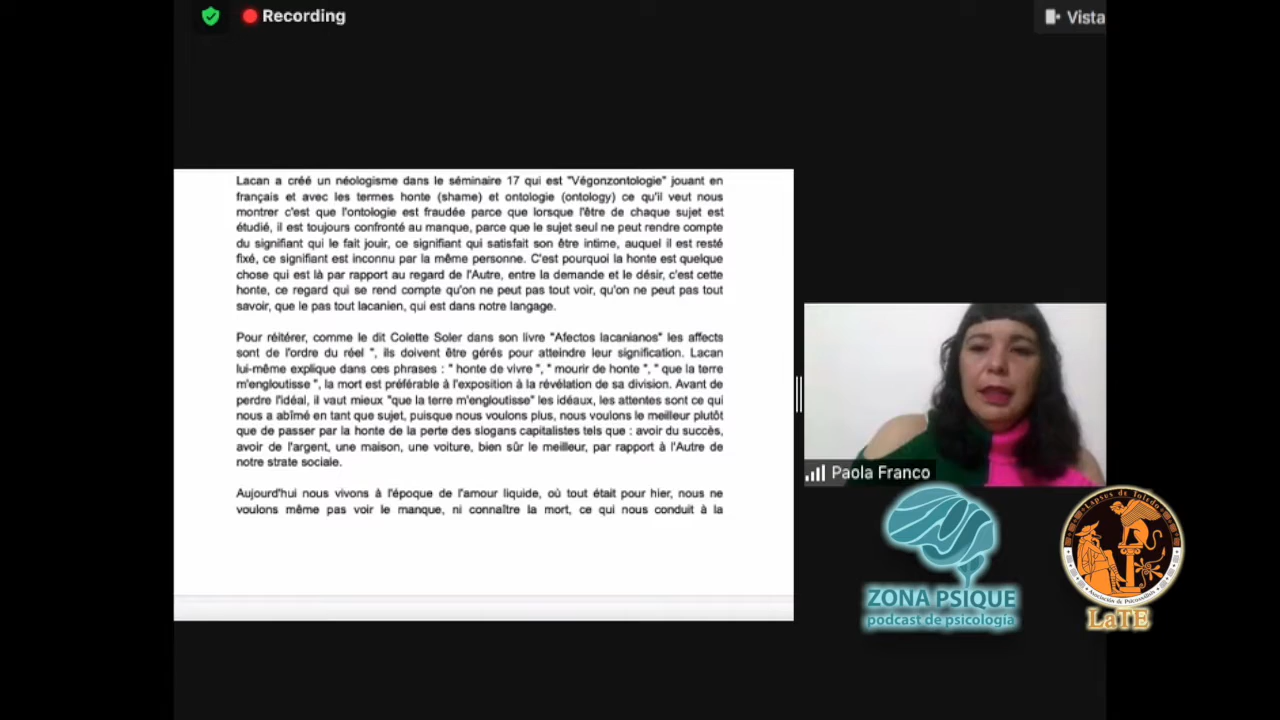 Recording
Vista
Lacan a créé un néologisme dans le séminaire 17 qui est "Végonzontologie" jouant en
français et avec les termes honte (shame) et ontologie (ontology) ce qu'il veut nous
montrer c'est que l'ontologie est fraudée parce que lorsque l'être de chaque sujet est
étudié, il est toujours confronté au manque, parce que le sujet seul ne peut rendre compte
du signifiant qui le fait jouir, ce signifiant qui satisfait son être intime, auquel il est resté
fixé, ce signifiant est inconnu par la même personne. C'est pourquoi la honte est quelque
chose qui est là par rapport au regard de l'Autre, entre la demande et le désir, c'est cette
honte, ce regard qui se rend compte qu'on ne peut pas tout voir, qu'on ne peut pas tout
savoir, que le pas tout lacanien, qui est dans notre langage.
Pour réitérer, comme le dit Colette Soler dans son livre "Afectos lacanianos" les affects
sont de l'ordre du réel ", ils doivent être gérés pour atteindre leur signification. Lacan
lui-même explique dans ces phrases : " honte de vivre ", " mourir de honte ", " que la terre
m'engloutisse ", la mort est préférable à l'exposition à la révélation de sa division. Avant de
perdre l'idéal, il vaut mieux "que la terre m'engloutisse" les idéaux, les attentes sont ce qui
nous a abîmé en tant que sujet, puisque nous voulons plus, nous voulons le meilleur plutôt
que de passer par la honte de la perte des slogans capitalistes tels que : avoir du succès,
avoir de l'argent, une maison, une voiture, bien sûr le meilleur, par rapport à l'Autre de
notre strate sociale.
Aujourd'hui nous vivons à l'époque de l'amour liquide, où tout était pour hier, nous ne
voulons même pas voir le manque, ni connaître la mort, ce qui nous conduit à la
Paola Franco
ZONA PSIQUE
podcast de psicología
Lapsus de Toledo
Asociación de Psicoanálisis
LaTE